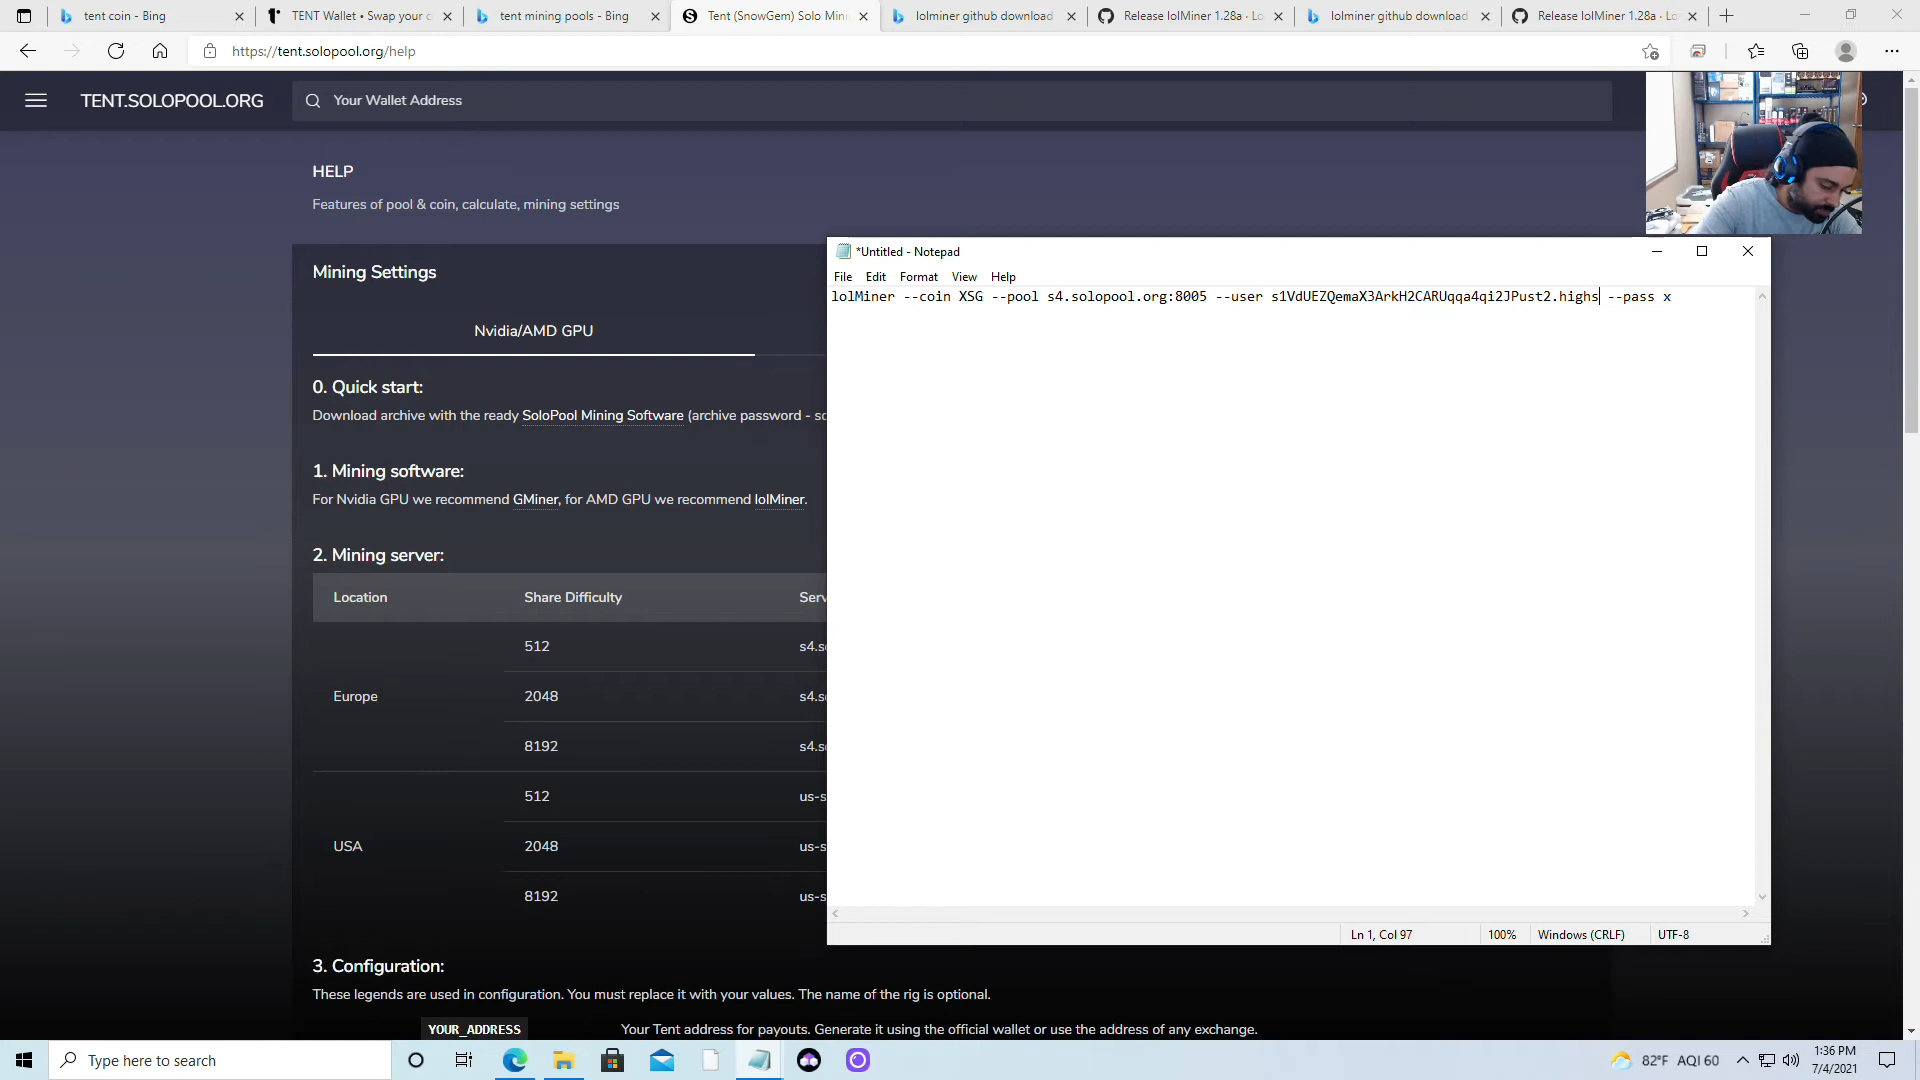 tent coin - Bing
TENT Wallet • Swap your c
tent mining pools - Bing
Tent (SnowGem) Solo Mini
lolminer github download
Release lolMiner 1.28a · Lo
lolminer github download
Release lolMiner 1.28a · Lo
https://tent.solopool.org/help
TENT.SOLOPOOL.ORG
Your Wallet Address
HELP
Features of pool & coin, calculate, mining settings
Mining Settings
Nvidia/AMD GPU
0. Quick start:
Download archive with the ready SoloPool Mining Software (archive password - so
1. Mining software:
For Nvidia GPU we recommend GMiner, for AMD GPU we recommend lolMiner.
2. Mining server:
Location Share Difficulty Serv
512 s4.so
Europe 2048 s4.so
8192 s4.so
512 us-s
USA 2048 us-s
8192 us-s
3. Configuration:
These legends are used in configuration. You must replace it with your values. The name of the rig is optional.
YOUR_ADDRESS Your Tent address for payouts. Generate it using the official wallet or use the address of any exchange.
*Untitled - Notepad
File Edit Format View Help
lolMiner --coin XSG --pool s4.solopool.org:8005 --user s1VdUEZQemaX3ArkH2CARUqqa4qi2JPust2.highs --pass x
Ln 1, Col 97 100% Windows (CRLF) UTF-8
Type here to search
82°F AQI 60
1:36 PM
7/4/2021